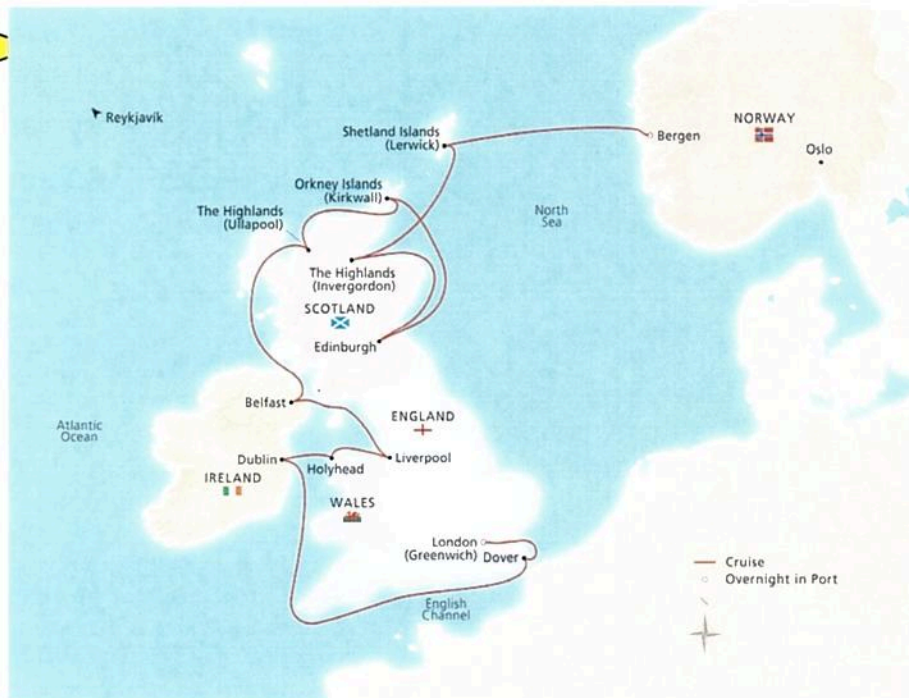 Reykjavík
Shetland Islands
(Lerwick)
Bergen
NORWAY
Oslo
Orkney Islands
(Kirkwall)
The Highlands
(Ullapool)
North
Sea
The Highlands
(Invergordon)
SCOTLAND
Edinburgh
Belfast
ENGLAND
Atlantic
Ocean
Dublin
Holyhead
Liverpool
IRELAND
WALES
London
(Greenwich)
Dover
Cruise
Overnight in Port
English
Channel